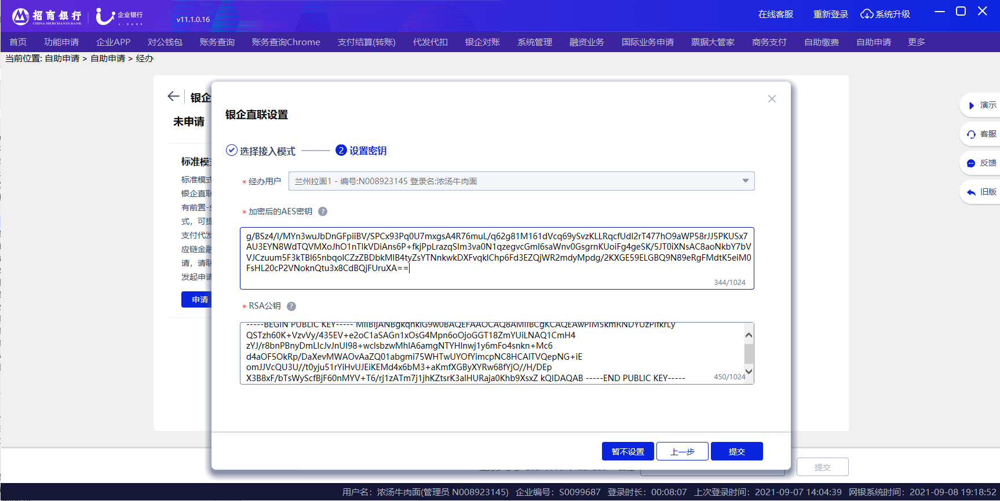 招商银行
CHINA MERCHANTS BANK
企业银行
U-BANK
v11.1.0.16
在线客服 重新登录 系统升级
首页 功能申请 企业APP 对公钱包 账务查询 账务查询Chrome 支付结算(转账) 代发代扣 银企对账 系统管理 融资业务 国际业务申请 票据大管家 商务支付 自助缴费 自助申请 更多
当前位置: 自助申请 > 自助申请 > 经办
银企
未申请
标准模式
标准模式
银企直联
有前置-免
式，可提
支付代发
应链金融
请，请联
发起申请
申请
银企直联设置
选择接入模式 2 设置密钥
* 经办用户 兰州拉面1 - 编号:N008923145 登录名:浓汤牛肉面
* 加密后的AES密钥 ?
g/BSz4/l/MYn3wuJbDnGFpiiBV/SPCx93Pq0U7mxgsA4R76muL/q62g81M161dVcq69ySvzKLLRqcfUdI2rT477hO9aWP58rJJ5PKUSx7
AU3EYN8WdTQVMXoJhO1nTlkVDiAns6P+fkjPpLrazqSIm3va0N1qzegvcGml6saWnv0GsgrnKUoiFg4geSK/5JT0iXNsAC8aoNkbY7bV
VJCzuum5F3kTBl65nbqolCZzZBDbkMIB4tyZsYTNnkwkDXFvqklChp6Fd3EZQjWR2mdyMpdg/2KXGE59ELGBQ9N89eRgFMdtK5eiM0
FsHL20cP2VNoknQtu3x8CdBQjFUruXA==
344/1024
* RSA公钥 ?
-----BEGIN PUBLIC KEY----- MIIBIjANBgkqhkiG9w0BAQEFAAOCAQ8AMIIBCgKCAQEAwPiM5kmRNDYUzPifkrLy
QSTzh60K+VzvVy/435EV+e2oC1aSAGn1xOsG4Mpn6oOjoGGT18ZmYUiLNAQ1CmH4
zYJ/r8bnPBnyDmLIcJvJnUI98+wclsbzwMhIA6amgNTYHInwj1y6mFo4snkn+Mc6
d4aOF5OkRp/DaXevMWAOvAaZQ01abgmi75WHTwUYOfYimcpNC8HCAlTVQepNG+iE
omJJVcQU3U//t0yju51rYiHvUJEiKEMd4x6bM3+aKmfXGByXYRw68fYjO//H/DEp
X3B8xF/bTsWyScfBjF60nMYV+T6/rj1zATm7j1jhKZtsrK3alHURaja0Khb9XsxZ kQIDAQAB -----END PUBLIC KEY-----
450/1024
暂不设置 上一步 提交
提交
演示
客服
反馈
旧版
用户名：浓汤牛肉面(管理员 N008923145) 企业编号：S0099687 登录时长：00:08:07 上次登录时间：2021-09-07 14:04:39 网银系统时间：2021-09-08 19:18:52